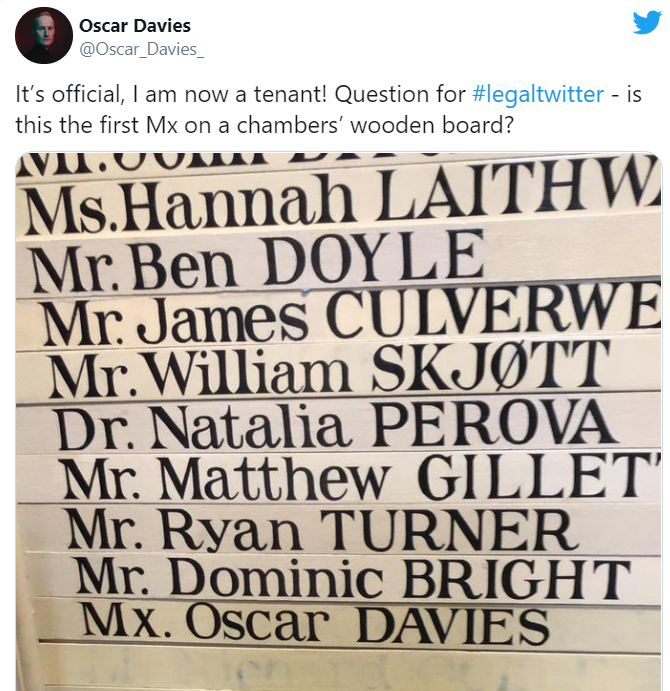 Oscar Davies
@Oscar_Davies_
It's official, I am now a tenant! Question for #legaltwitter - is
this the first Mx on a chambers' wooden board?
Ms.Hannah LAITHW
Mr. Ben DOYLE
Mr. James CULVERWE
Mr. William SKJØTT
Dr. Natalia PEROVA
Mr. Matthew GILLET
Mr. Ryan TURNER
Mr. Dominic BRIGHT
Mx. Oscar DAVIES